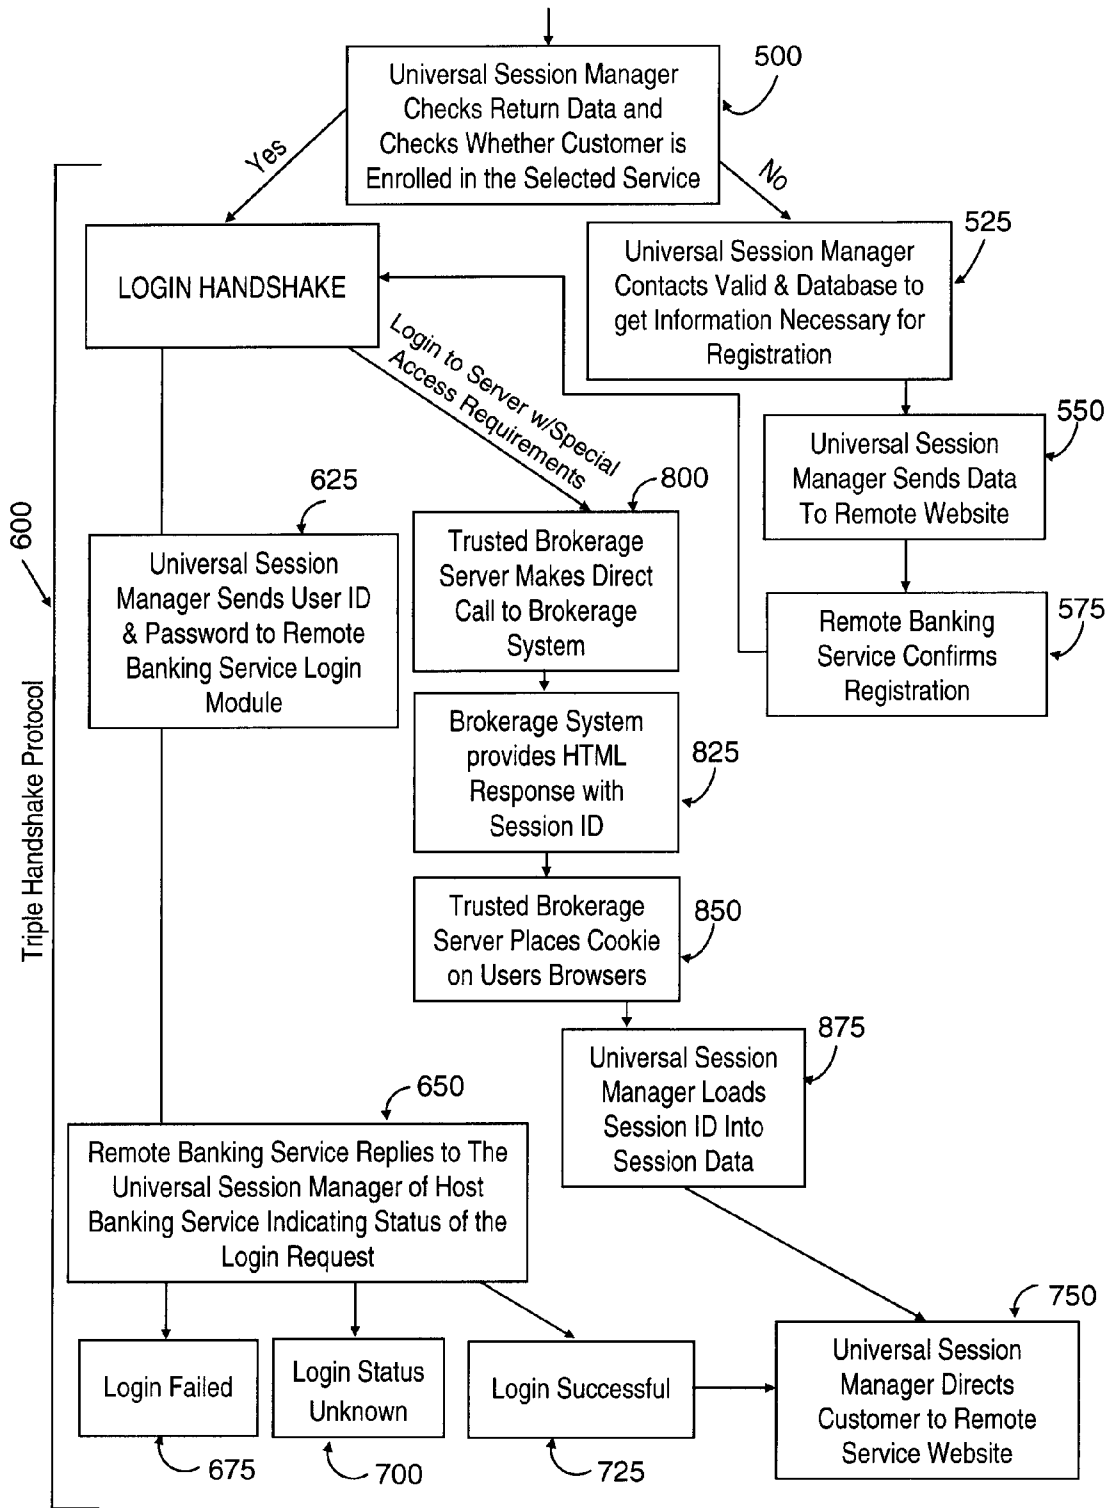 Universal Session Manager
Checks Return Data and
Checks Whether Customer is
Enrolled in the Selected Service
500
Yes
No
LOGIN HANDSHAKE
525
Universal Session Manager
Contacts Valid & Database to
get Information Necessary for
Registration
Login to Server w/Special
Access Requirements
550
Universal Session
Manager Sends Data
To Remote Website
575
Remote Banking
Service Confirms
Registration
600
Triple Handshake Protocol
625
Universal Session
Manager Sends User ID
& Password to Remote
Banking Service Login
Module
800
Trusted Brokerage
Server Makes Direct
Call to Brokerage
System
825
Brokerage System
provides HTML
Response with
Session ID
850
Trusted Brokerage
Server Places Cookie
on Users Browsers
875
Universal Session
Manager Loads
Session ID Into
Session Data
650
Remote Banking Service Replies to The
Universal Session Manager of Host
Banking Service Indicating Status of the
Login Request
Login Failed
675
Login Status
Unknown
700
Login Successful
725
750
Universal Session
Manager Directs
Customer to Remote
Service Website